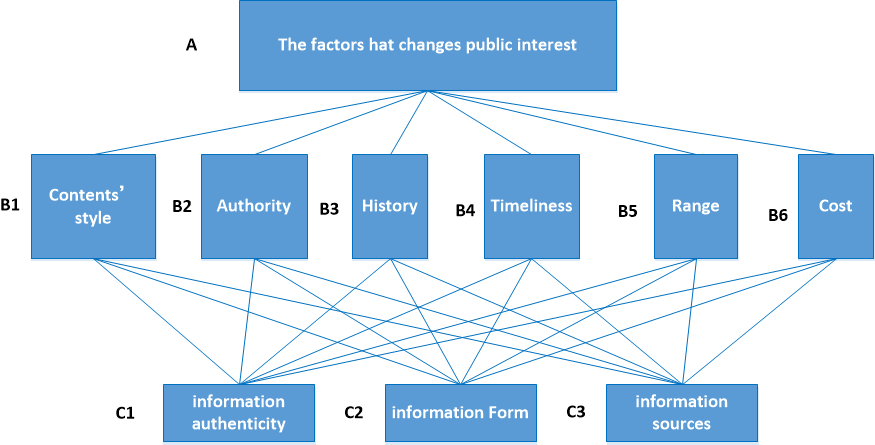 A
The factors hat changes public interest
B1
Contents’
style
B2
Authority
B3
History
B4
Timeliness
B5
Range
B6
Cost
C1
information
authenticity
C2
information Form
C3
information
sources